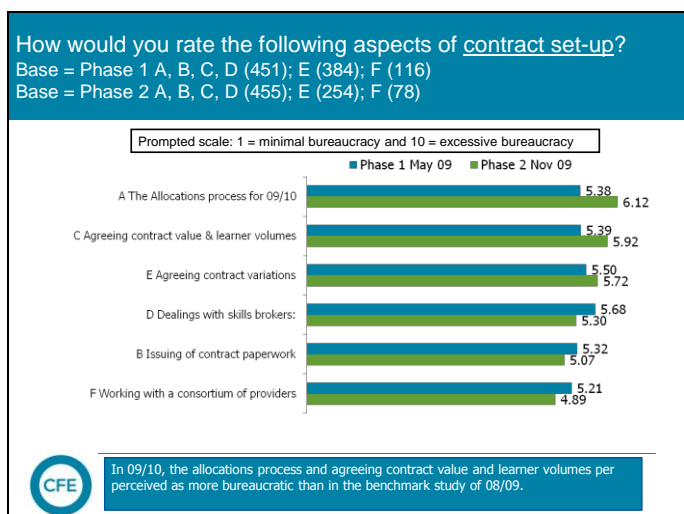 How would you rate the following aspects of contract set-up?
Base = Phase 1 A, B, C, D (451); E (384); F (116)
Base = Phase 2 A, B, C, D (455); E (254); F (78)
Prompted scale: 1 = minimal bureaucracy and 10 = excessive bureaucracy
Phase 1 May 09 Phase 2 Nov 09
A The Allocations process for 09/10
5.38
6.12
C Agreeing contract value & learner volumes
5.39
5.92
E Agreeing contract variations
5.50
5.72
D Dealings with skills brokers:
5.68
5.30
B Issuing of contract paperwork
5.32
5.07
F Working with a consortium of providers
5.21
4.89
CFE
In 09/10, the allocations process and agreeing contract value and learner volumes per
perceived as more bureaucratic than in the benchmark study of 08/09.